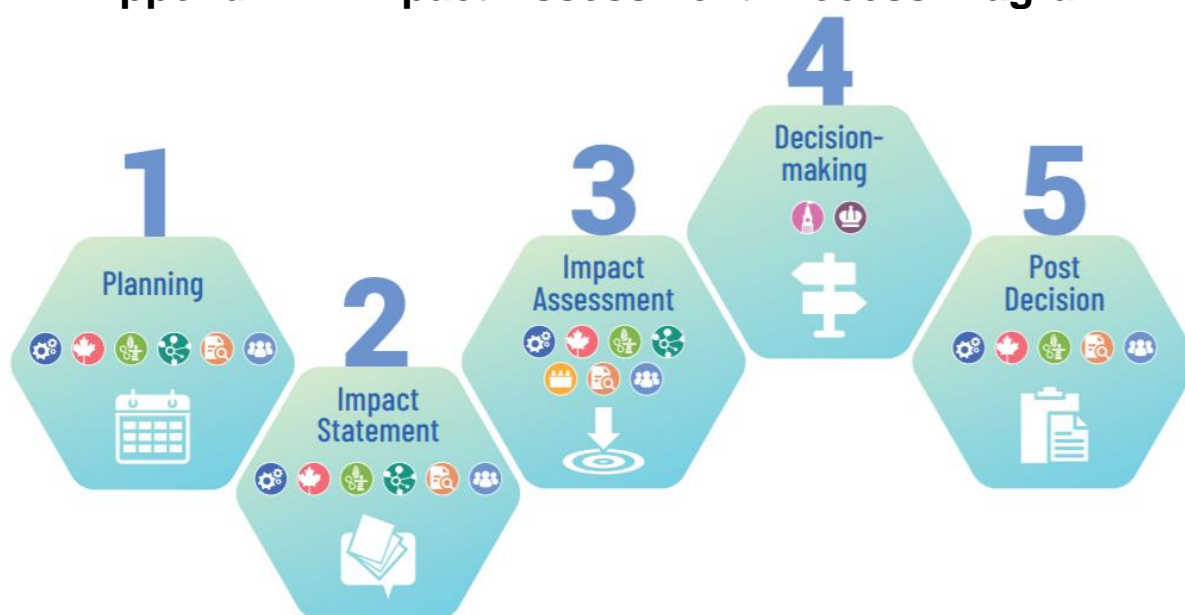 1
Planning
2
Impact
Statement
3
Impact
Assessment
4
Decision-
making
5
Post
Decision